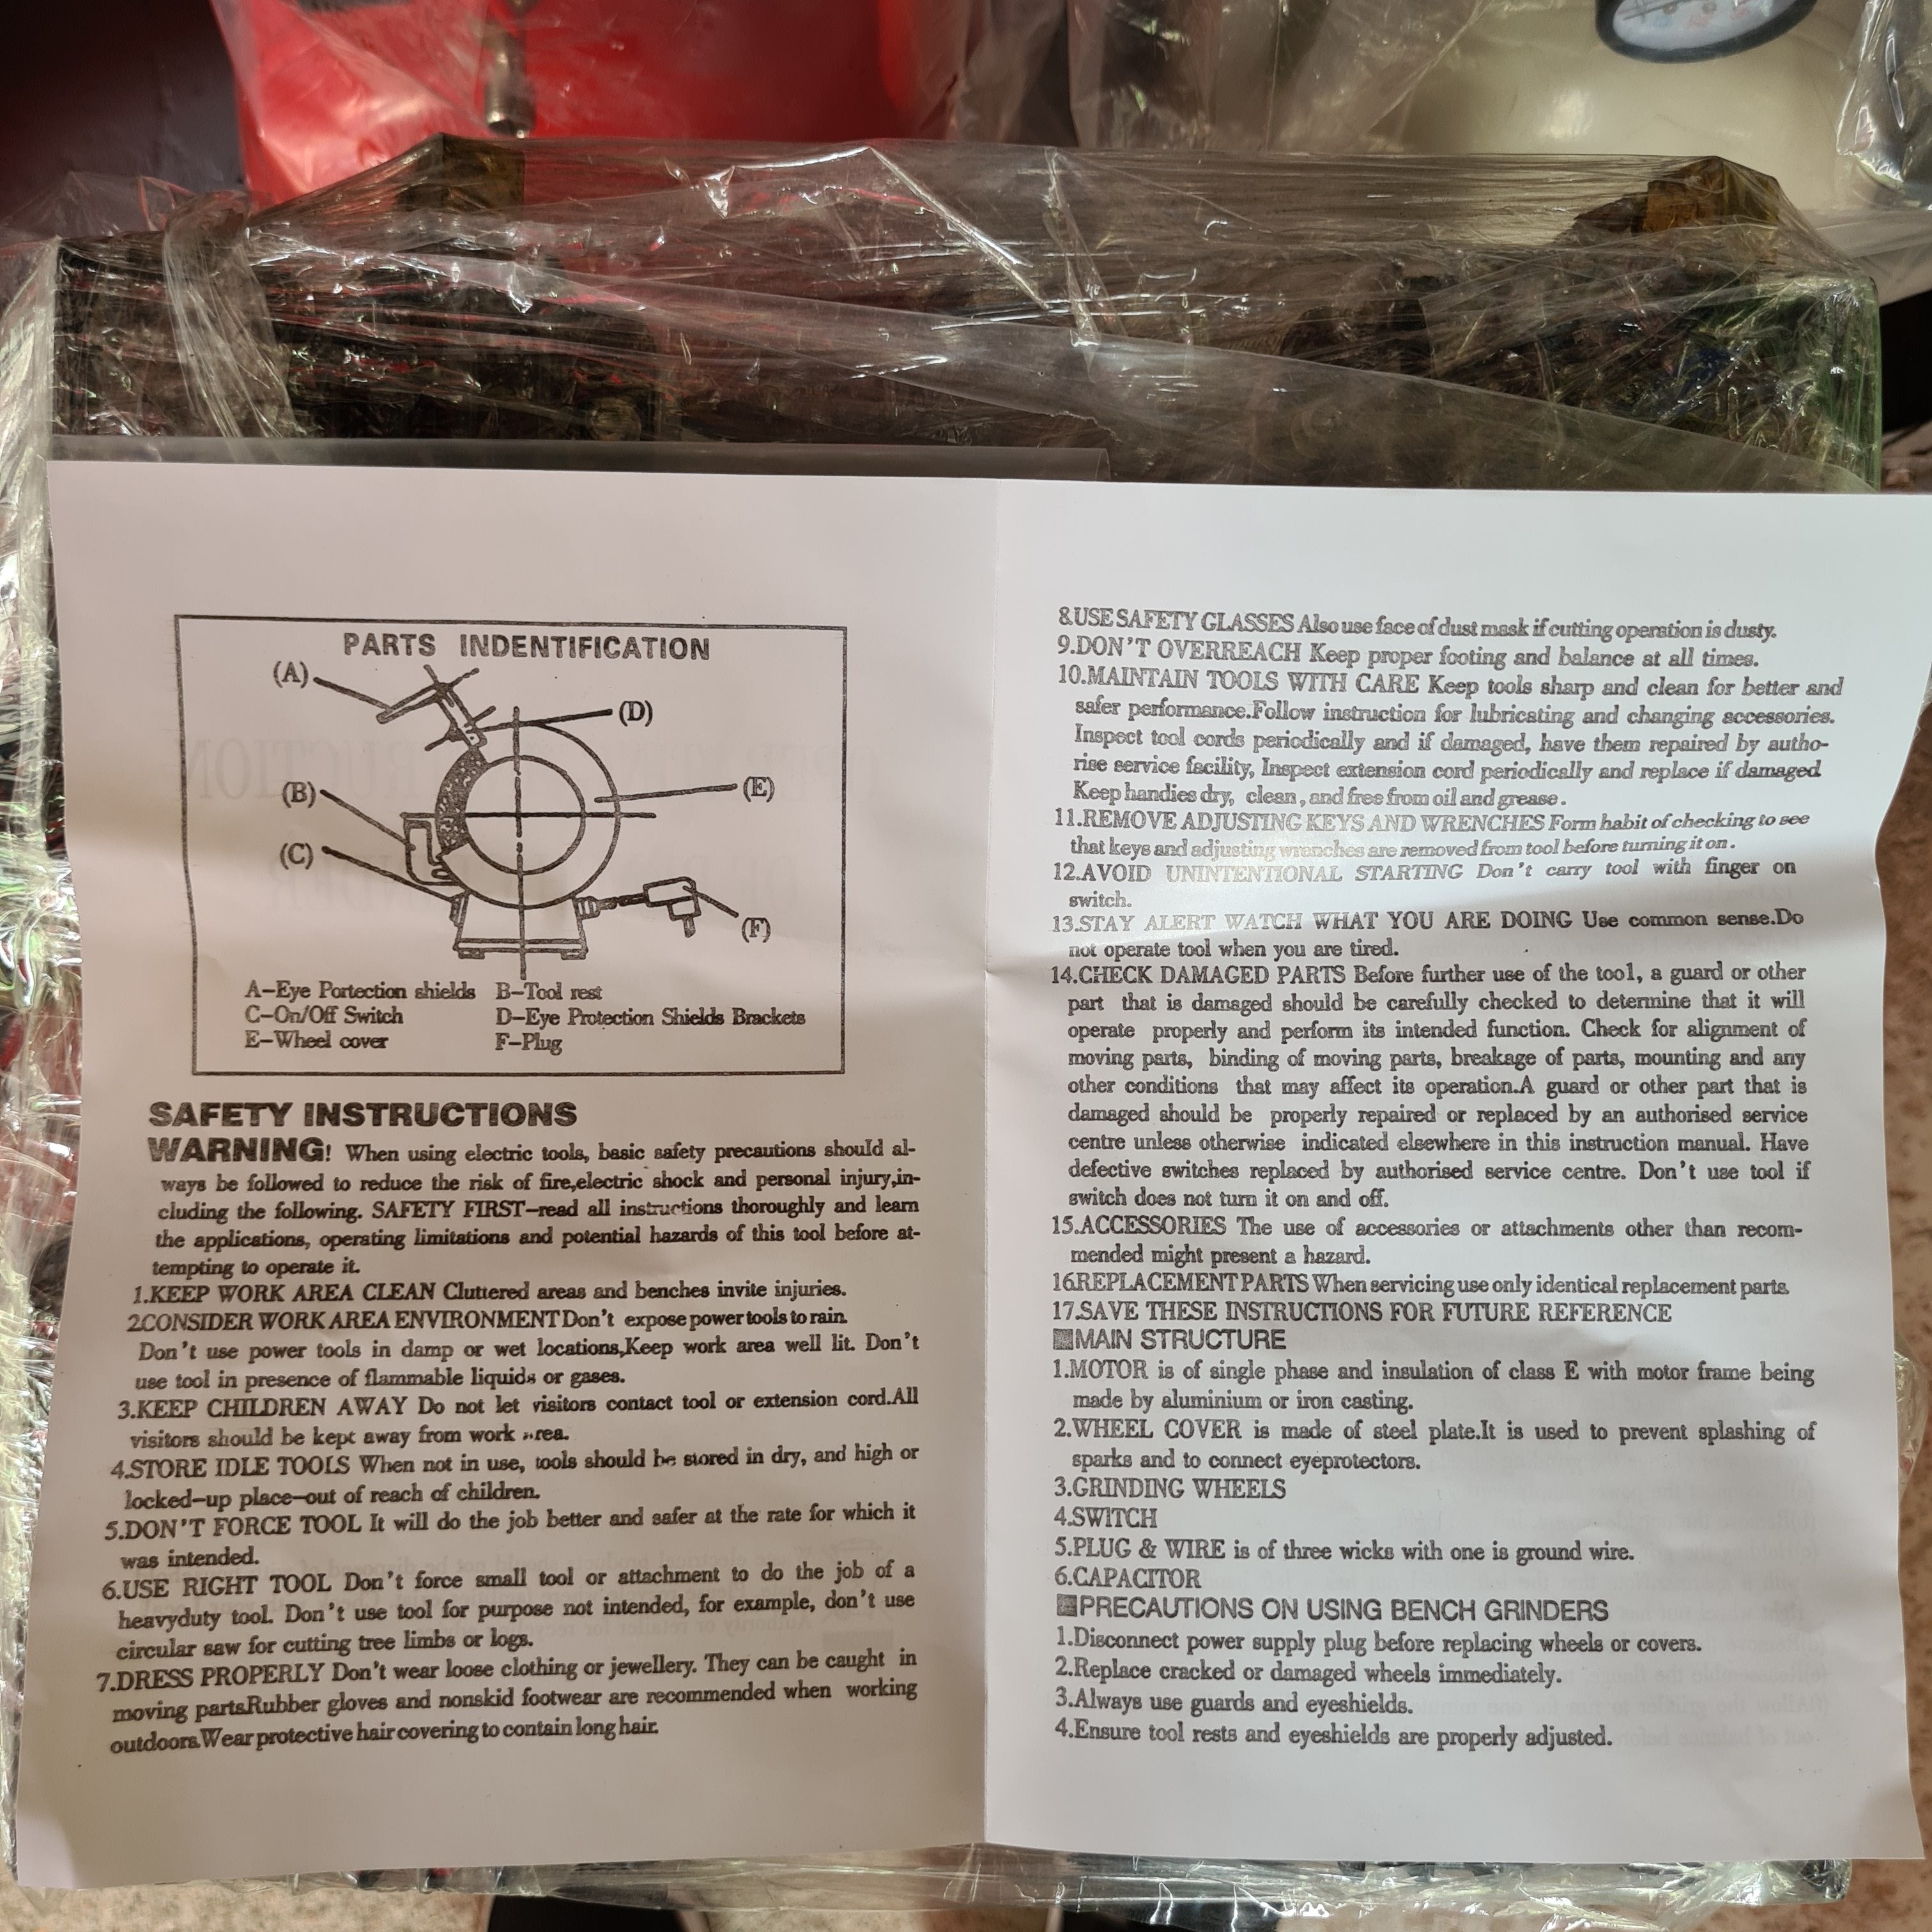 PARTS INDENTIFICATION
(A)
(D)
(B)
(E)
(C)
(F)
A-Eye Portection shields B-Tool rest
C-On/Off Switch D-Eye Protection Shields Brackets
E-Wheel cover F-Plug
SAFETY INSTRUCTIONS
WARNING! When using electric tools, basic safety precautions should al-
ways be followed to reduce the risk of fire,electric shock and personal injury,in-
cluding the following. SAFETY FIRST-read all instructions thoroughly and learn
the applications, operating limitations and potential hazards of this tool before at-
tempting to operate it.
1.KEEP WORK AREA CLEAN Cluttered areas and benches invite injuries.
2.CONSIDER WORK AREA ENVIRONMENT Don't expose power tools to rain.
Don't use power tools in damp or wet locations,Keep work area well lit. Don't
use tool in presence of flammable liquids or gases.
3.KEEP CHILDREN AWAY Do not let visitors contact tool or extension cord.All
visitors should be kept away from work area.
4.STORE IDLE TOOLS When not in use, tools should be stored in dry, and high or
locked-up place-out of reach of children.
5.DON'T FORCE TOOL It will do the job better and safer at the rate for which it
was intended.
6.USE RIGHT TOOL Don't force small tool or attachment to do the job of a
heavyduty tool. Don't use tool for purpose not intended, for example, don't use
circular saw for cutting tree limbs or logs.
7.DRESS PROPERLY Don't wear loose clothing or jewellery. They can be caught in
moving parts.Rubber gloves and nonskid footwear are recommended when working
outdoors.Wear protective hair covering to contain long hair.
8.USE SAFETY GLASSES Also use face of dust mask if cutting operation is dusty.
9.DON'T OVERREACH Keep proper footing and balance at all times.
10.MAINTAIN TOOLS WITH CARE Keep tools sharp and clean for better and
safer performance.Follow instruction for lubricating and changing accessories.
Inspect tool cords periodically and if damaged, have them repaired by autho-
rise service facility, Inspect extension cord periodically and replace if damaged.
Keep handies dry, clean, and free from oil and grease.
11.REMOVE ADJUSTING KEYS AND WRENCHES Form habit of checking to see
that keys and adjusting wrenches are removed from tool before turning it on.
12.AVOID UNINTENTIONAL STARTING Don't carry tool with finger on
switch.
13.STAY ALERT WATCH WHAT YOU ARE DOING Use common sense.Do
not operate tool when you are tired.
14.CHECK DAMAGED PARTS Before further use of the tool, a guard or other
part that is damaged should be carefully checked to determine that it will
operate properly and perform its intended function. Check for alignment of
moving parts, binding of moving parts, breakage of parts, mounting and any
other conditions that may affect its operation.A guard or other part that is
damaged should be properly repaired or replaced by an authorised service
centre unless otherwise indicated elsewhere in this instruction manual. Have
defective switches replaced by authorised service centre. Don't use tool if
switch does not turn it on and off.
15.ACCESSORIES The use of accessories or attachments other than recom-
mended might present a hazard.
16.REPLACEMENT PARTS When servicing use only identical replacement parts.
17.SAVE THESE INSTRUCTIONS FOR FUTURE REFERENCE
■MAIN STRUCTURE
1.MOTOR is of single phase and insulation of class E with motor frame being
made by aluminium or iron casting.
2.WHEEL COVER is made of steel plate.It is used to prevent splashing of
sparks and to connect eyeprotectors.
3.GRINDING WHEELS
4.SWITCH
5.PLUG & WIRE is of three wicks with one is ground wire.
6.CAPACITOR
■PRECAUTIONS ON USING BENCH GRINDERS
1.Disconnect power supply plug before replacing wheels or covers.
2.Replace cracked or damaged wheels immediately.
3.Always use guards and eyeshields.
4.Ensure tool rests and eyeshields are properly adjusted.